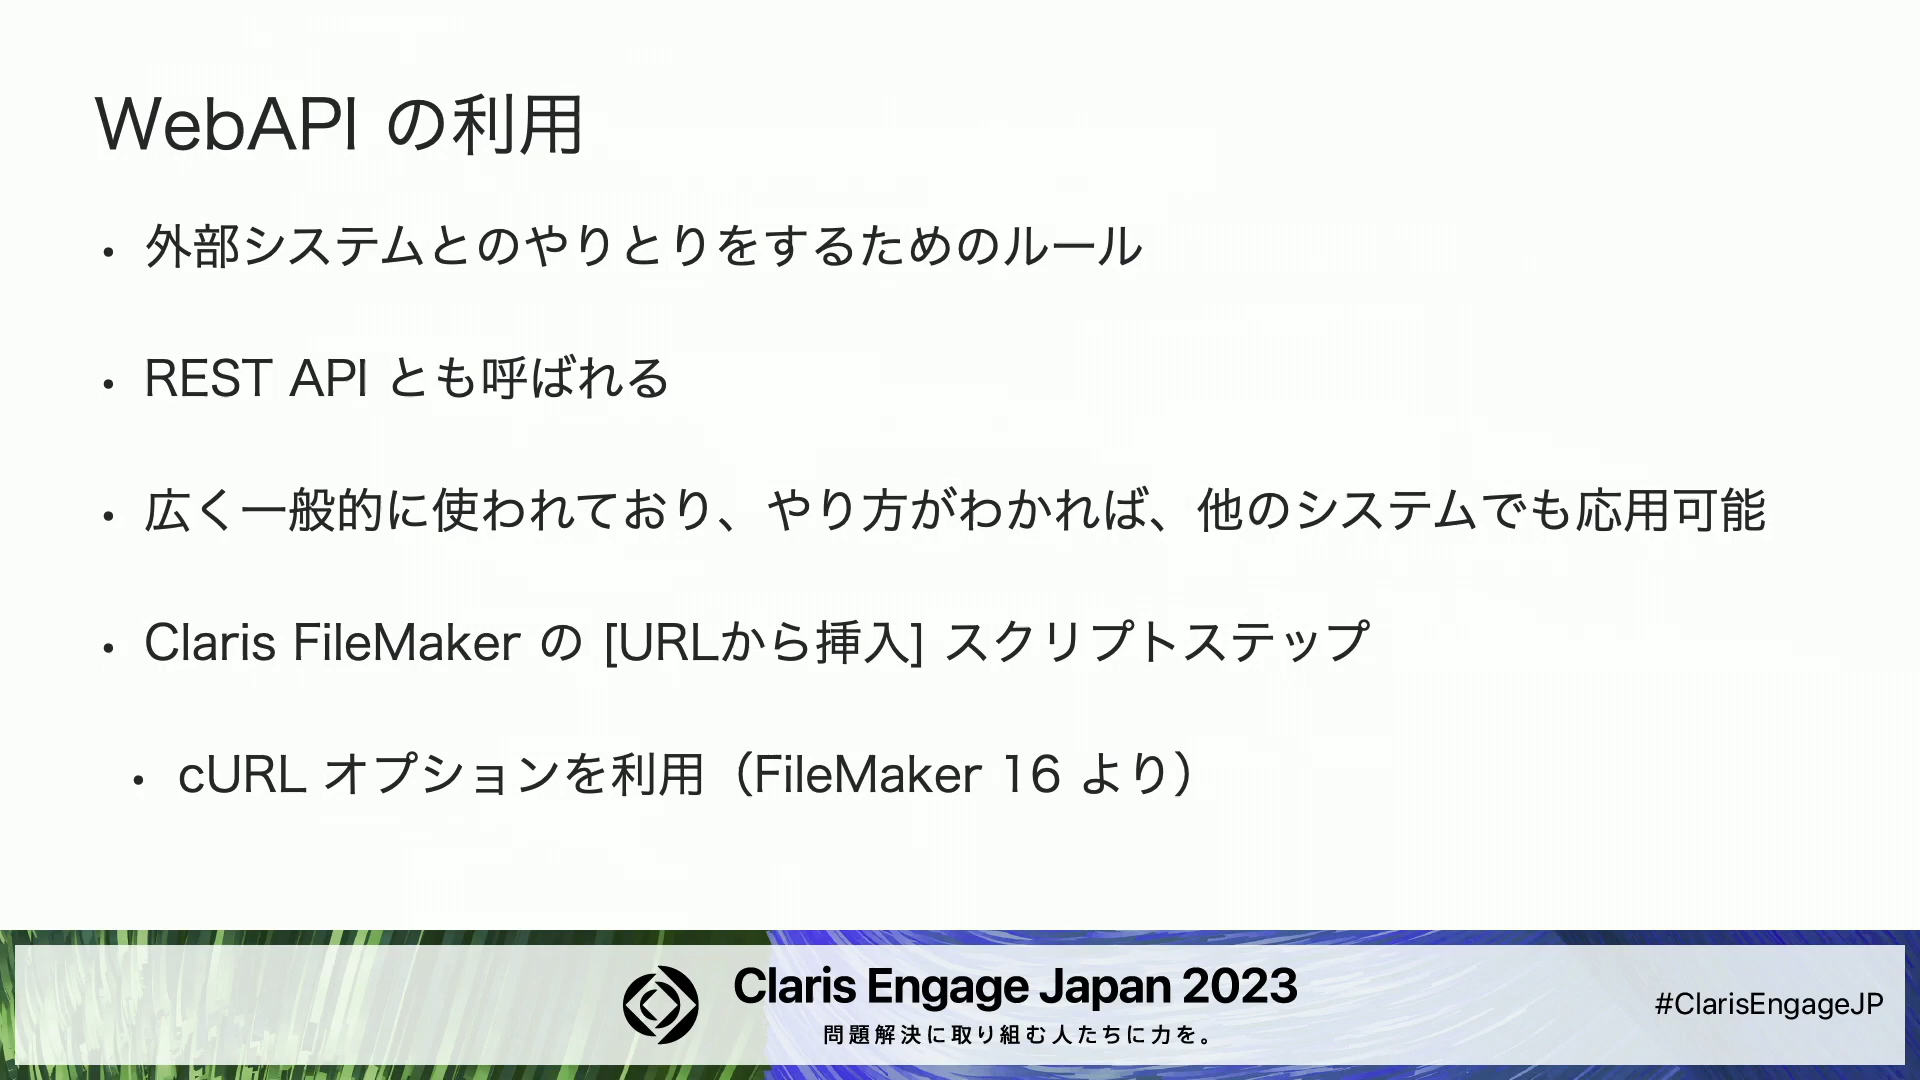 WebAPI の利用
• 外部システムとのやりとりをするためのルール
• REST API とも呼ばれる
• 広く一般的に使われており、やり方がわかれば、他のシステムでも応用可能
• Claris FileMaker の [URLから挿入] スクリプトステップ
• cURL オプションを利用（FileMaker 16 より）
Claris Engage Japan 2023
問題解決に取り組む人たちに力を。
#ClarisEngageJP